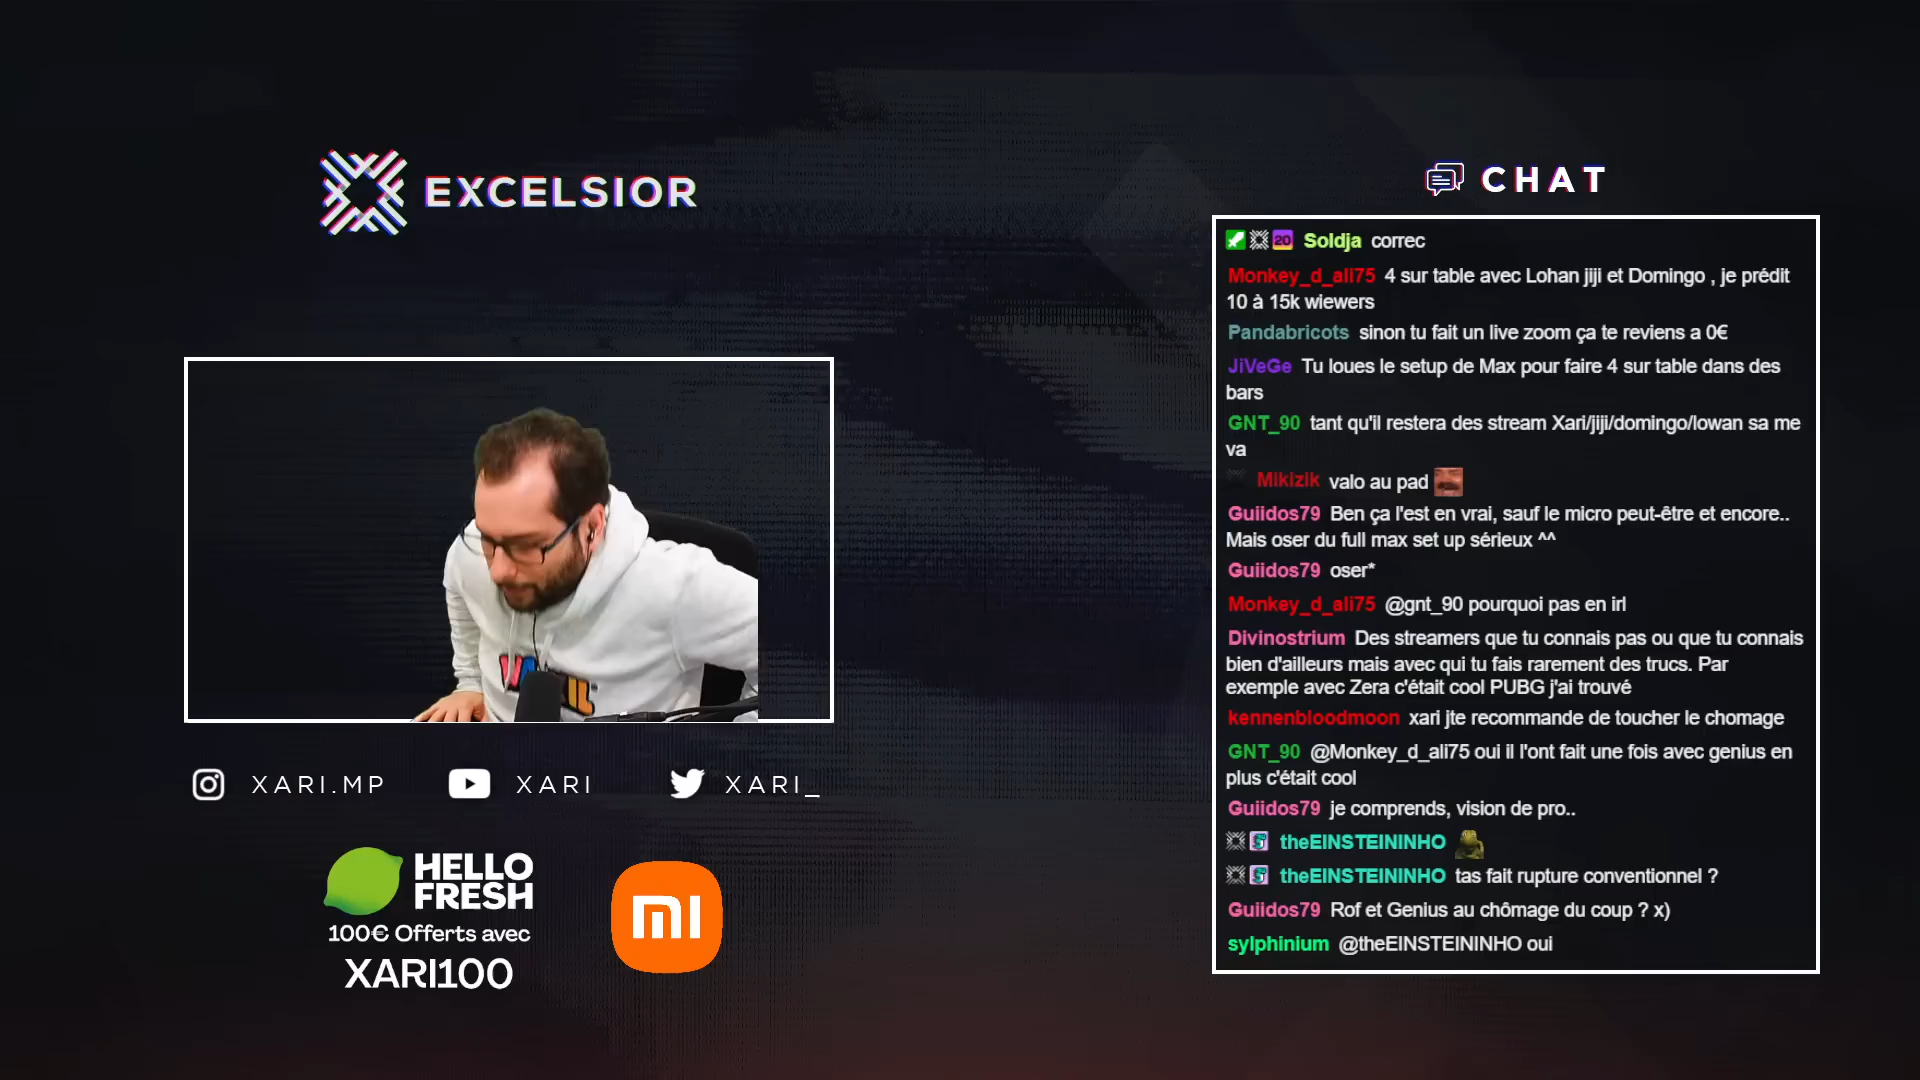 EXCELSIOR
CHAT
20 Soldja correc
Monkey_d_ali75 4 sur table avec Lohan jiji et Domingo , je prédit
10 à 15k wiewers
Pandabricots sinon tu fait un live zoom ça te reviens a 0€
JiVeGe Tu loues le setup de Max pour faire 4 sur table dans des
bars
GNT_90 tant qu'il restera des stream Xari/jiji/domingo/lowan sa me
va
Mikizik valo au pad
Guiidos79 Ben ça l'est en vrai, sauf le micro peut-être et encore..
Mais oser du full max set up sérieux ^^
Guiidos79 oser*
Monkey_d_ali75 @gnt_90 pourquoi pas en irl
Divinostrium Des streamers que tu connais pas ou que tu connais
bien d'ailleurs mais avec qui tu fais rarement des trucs. Par
exemple avec Zera c'était cool PUBG j'ai trouvé
kennenbloodmoon xari jte recommande de toucher le chomage
GNT_90 @Monkey_d_ali75 oui il l'ont fait une fois avec genius en
plus c'était cool
Guiidos79 je comprends, vision de pro..
theEINSTEININHO
theEINSTEININHO tas fait rupture conventionnel ?
Guiidos79 Rof et Genius au chômage du coup ? x)
sylphinium @theEINSTEININHO oui
XARI.MP
XARI
XARI_
HELLO
FRESH
100€ Offerts avec
XARI100
MI